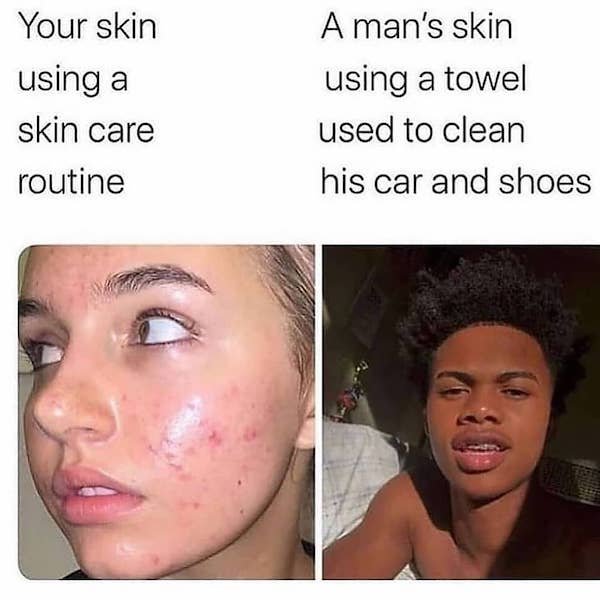 Your skin
using a
skin care
routine
A man's skin
using a towel
used to clean
his car and shoes